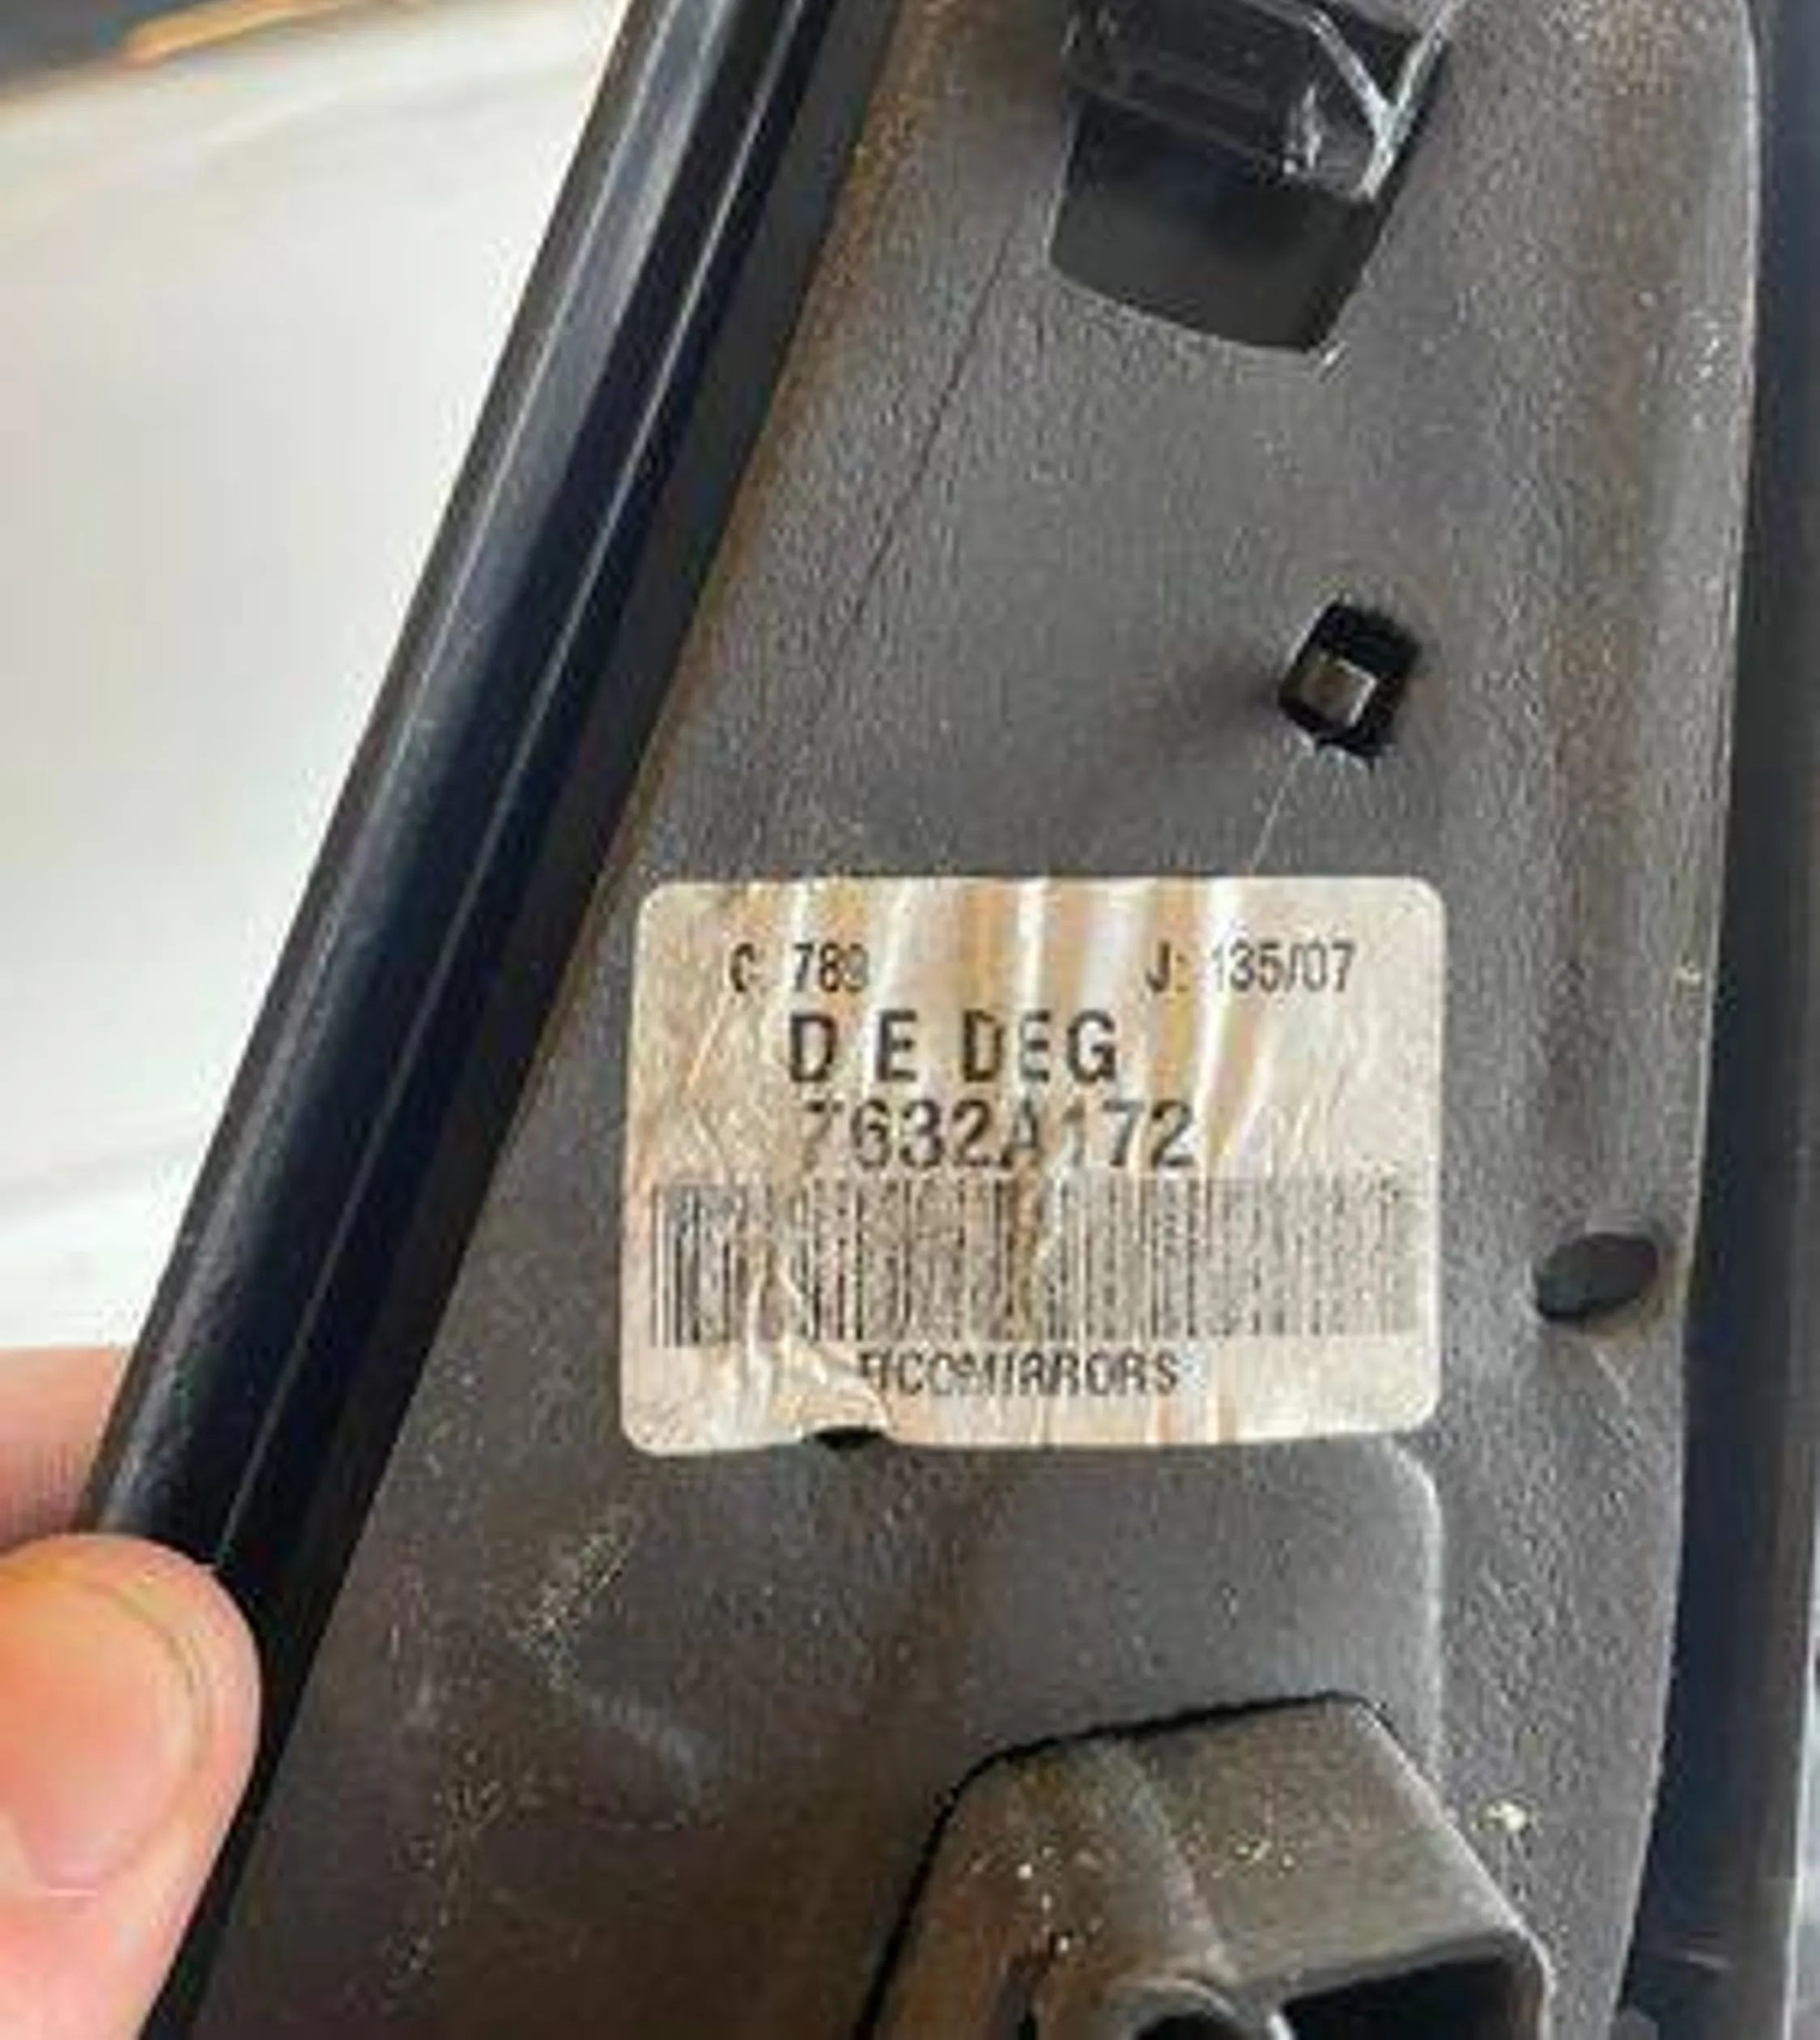 C: 789 J: 135/07
D E DEG
7632A172
FICOMIRRORS